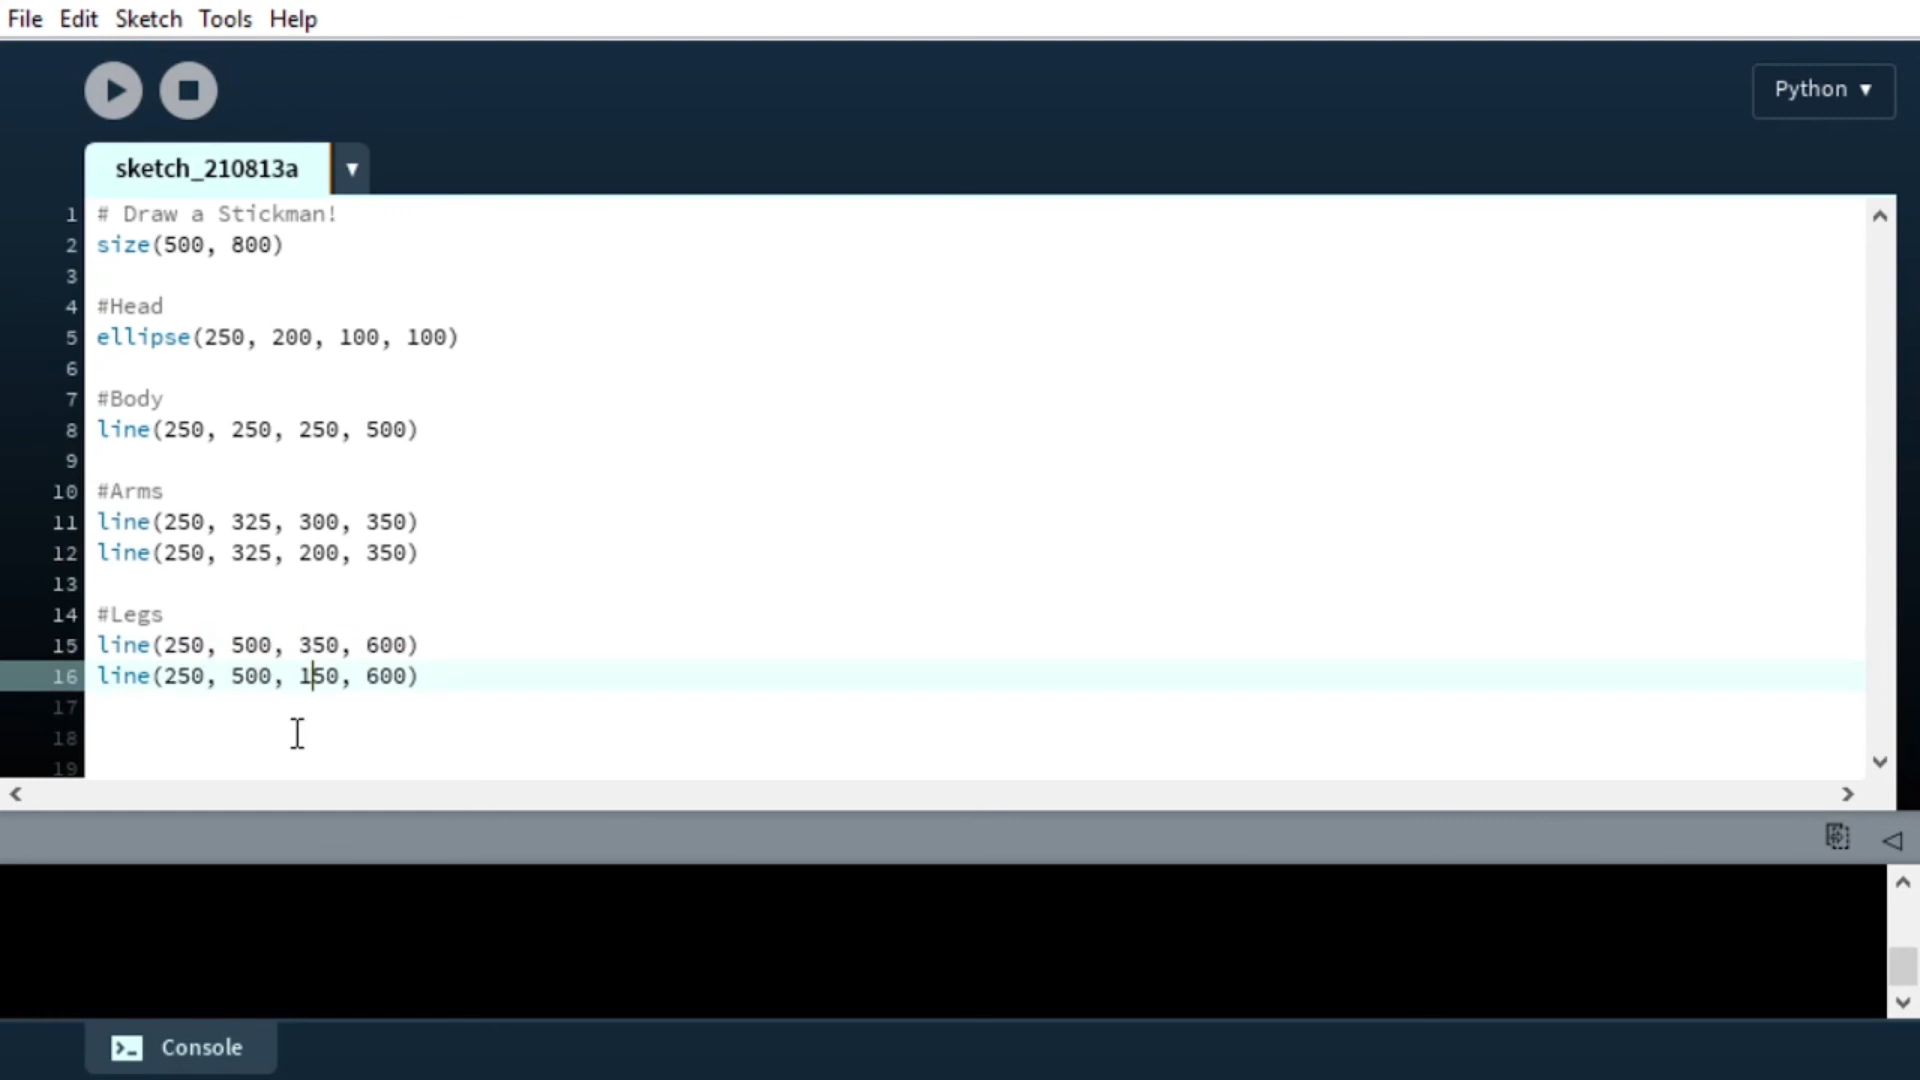 File Edit Sketch Tools Help
Python ▼
sketch_210813a ▼
1 # Draw a Stickman!
2 size(500, 800)
3
4 #Head
5 ellipse(250, 200, 100, 100)
6
7 #Body
8 line(250, 250, 250, 500)
9
10 #Arms
11 line(250, 325, 300, 350)
12 line(250, 325, 200, 350)
13
14 #Legs
15 line(250, 500, 350, 600)
16 line(250, 500, 150, 600)
17
18
19
>_ Console